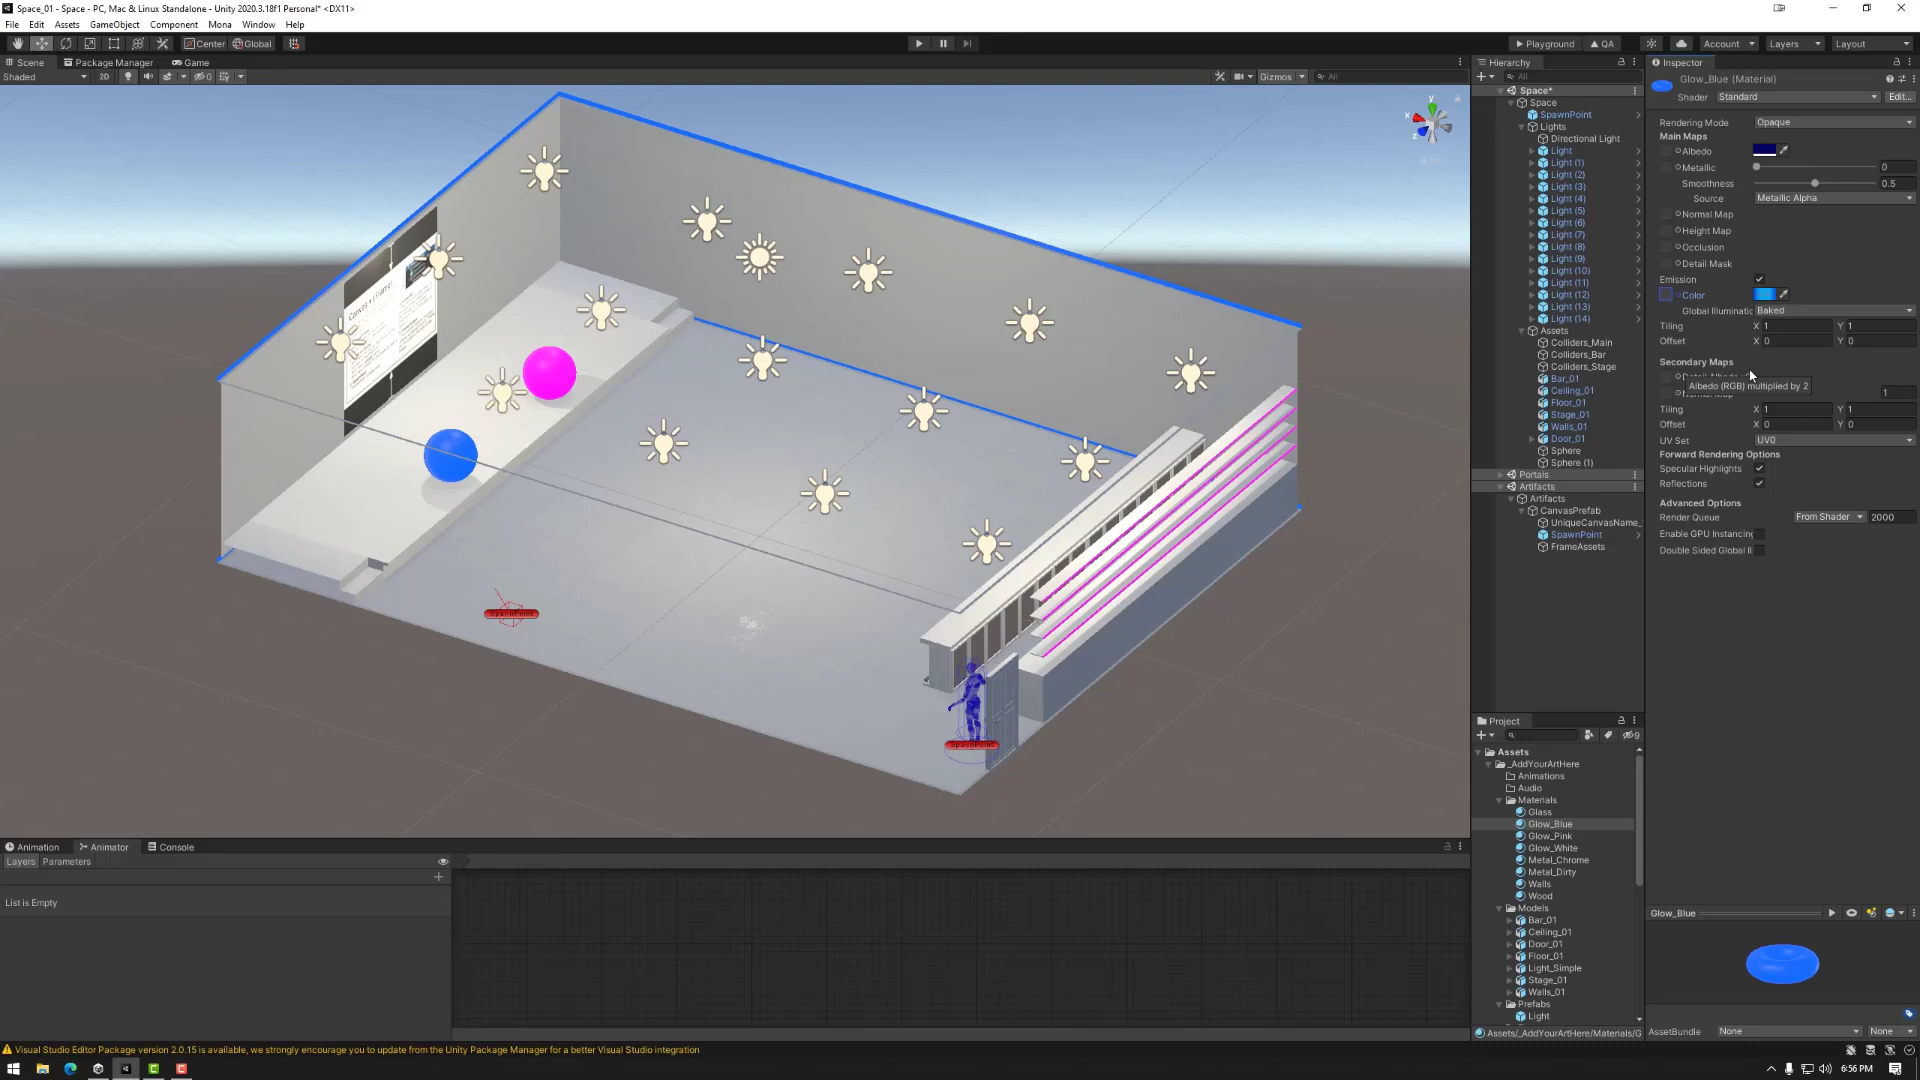 Space_01 - Space - PC, Mac & Linux Standalone - Unity 2020.3.18f1 Personal* <DX11>
File Edit Assets GameObject Component Mona Window Help
Center Global
Playground QA Account Layers Layout
Scene Package Manager Game
Shaded 2D 0 Gizmos All
y x z
Canvas
SpawnPoint
SpawnPoint
Hierarchy
All
Space*
Space
SpawnPoint
Lights
Directional Light
Light
Light (1)
Light (2)
Light (3)
Light (4)
Light (5)
Light (6)
Light (7)
Light (8)
Light (9)
Light (10)
Light (11)
Light (12)
Light (13)
Light (14)
Assets
Colliders_Main
Colliders_Bar
Colliders_Stage
Bar_01
Ceiling_01
Floor_01
Stage_01
Walls_01
Door_01
Sphere
Sphere (1)
Portals
Artifacts
Artifacts
CanvasPrefab
UniqueCanvasName_
SpawnPoint
FrameAssets
Project
9
Assets
_AddYourArtHere
Animations
Audio
Materials
Glass
Glow_Blue
Glow_Pink
Glow_White
Metal_Chrome
Metal_Dirty
Walls
Wood
Models
Bar_01
Ceiling_01
Door_01
Floor_01
Light_Simple
Stage_01
Walls_01
Prefabs
Light
Assets/_AddYourArtHere/Materials/G
Inspector
Glow_Blue (Material)
Shader Standard Edit...
Rendering Mode Opaque
Main Maps
Albedo
Metallic 0
Smoothness 0.5
Source Metallic Alpha
Normal Map
Height Map
Occlusion
Detail Mask
Emission
Color
Global Illuminatic Baked
Tiling X 1 Y 1
Offset X 0 Y 0
Secondary Maps
Albedo (RGB) multiplied by 2
1
Tiling X 1 Y 1
Offset X 0 Y 0
UV Set UV0
Forward Rendering Options
Specular Highlights
Reflections
Advanced Options
Render Queue From Shader 2000
Enable GPU Instancing
Double Sided Global Il
Glow_Blue
AssetBundle None None
Animation Animator Console
Layers Parameters
List is Empty
Visual Studio Editor Package version 2.0.15 is available, we strongly encourage you to update from the Unity Package Manager for a better Visual Studio integration
6:56 PM